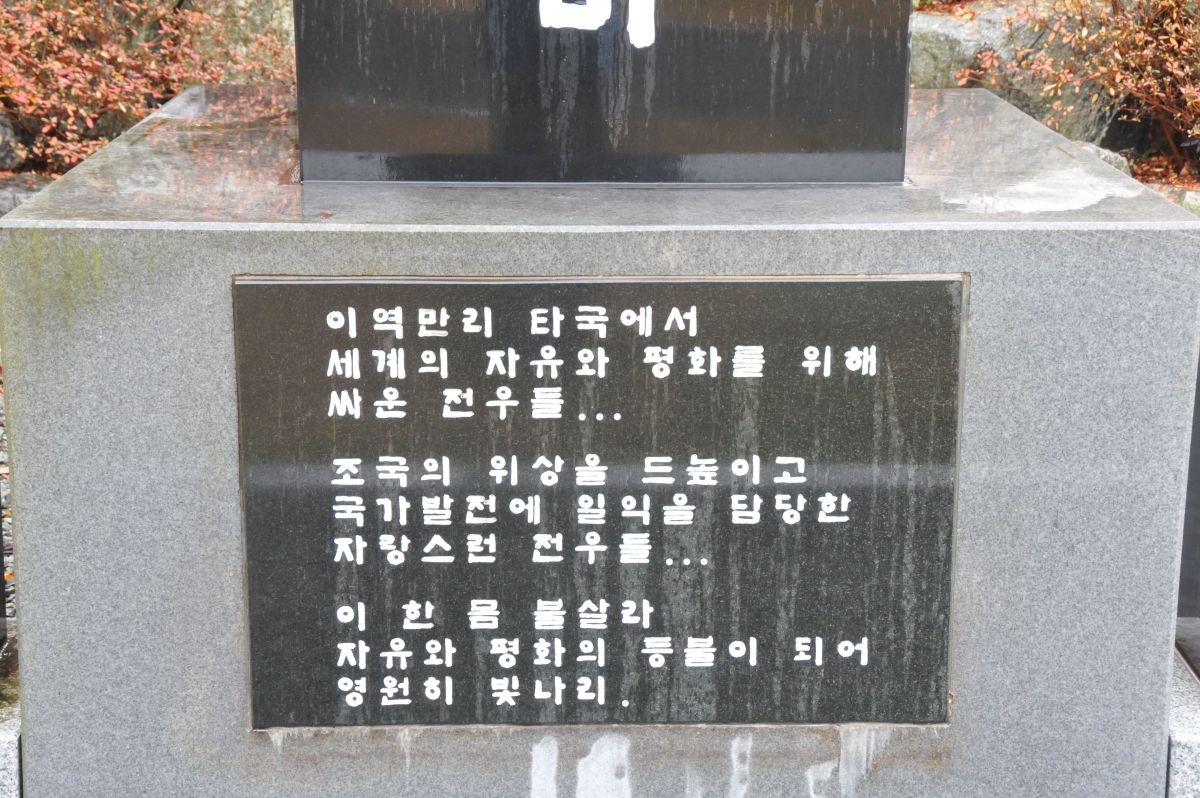 이역만리 타국에서
세계의 자유와 평화를 위해
싸운 전우들...
조국의 위상을 드높이고
국가발전에 일익을 담당한
자랑스런 전우들...
이 한 몸 불살라
자유와 평화의 등불이 되어
영원히 빛나리.